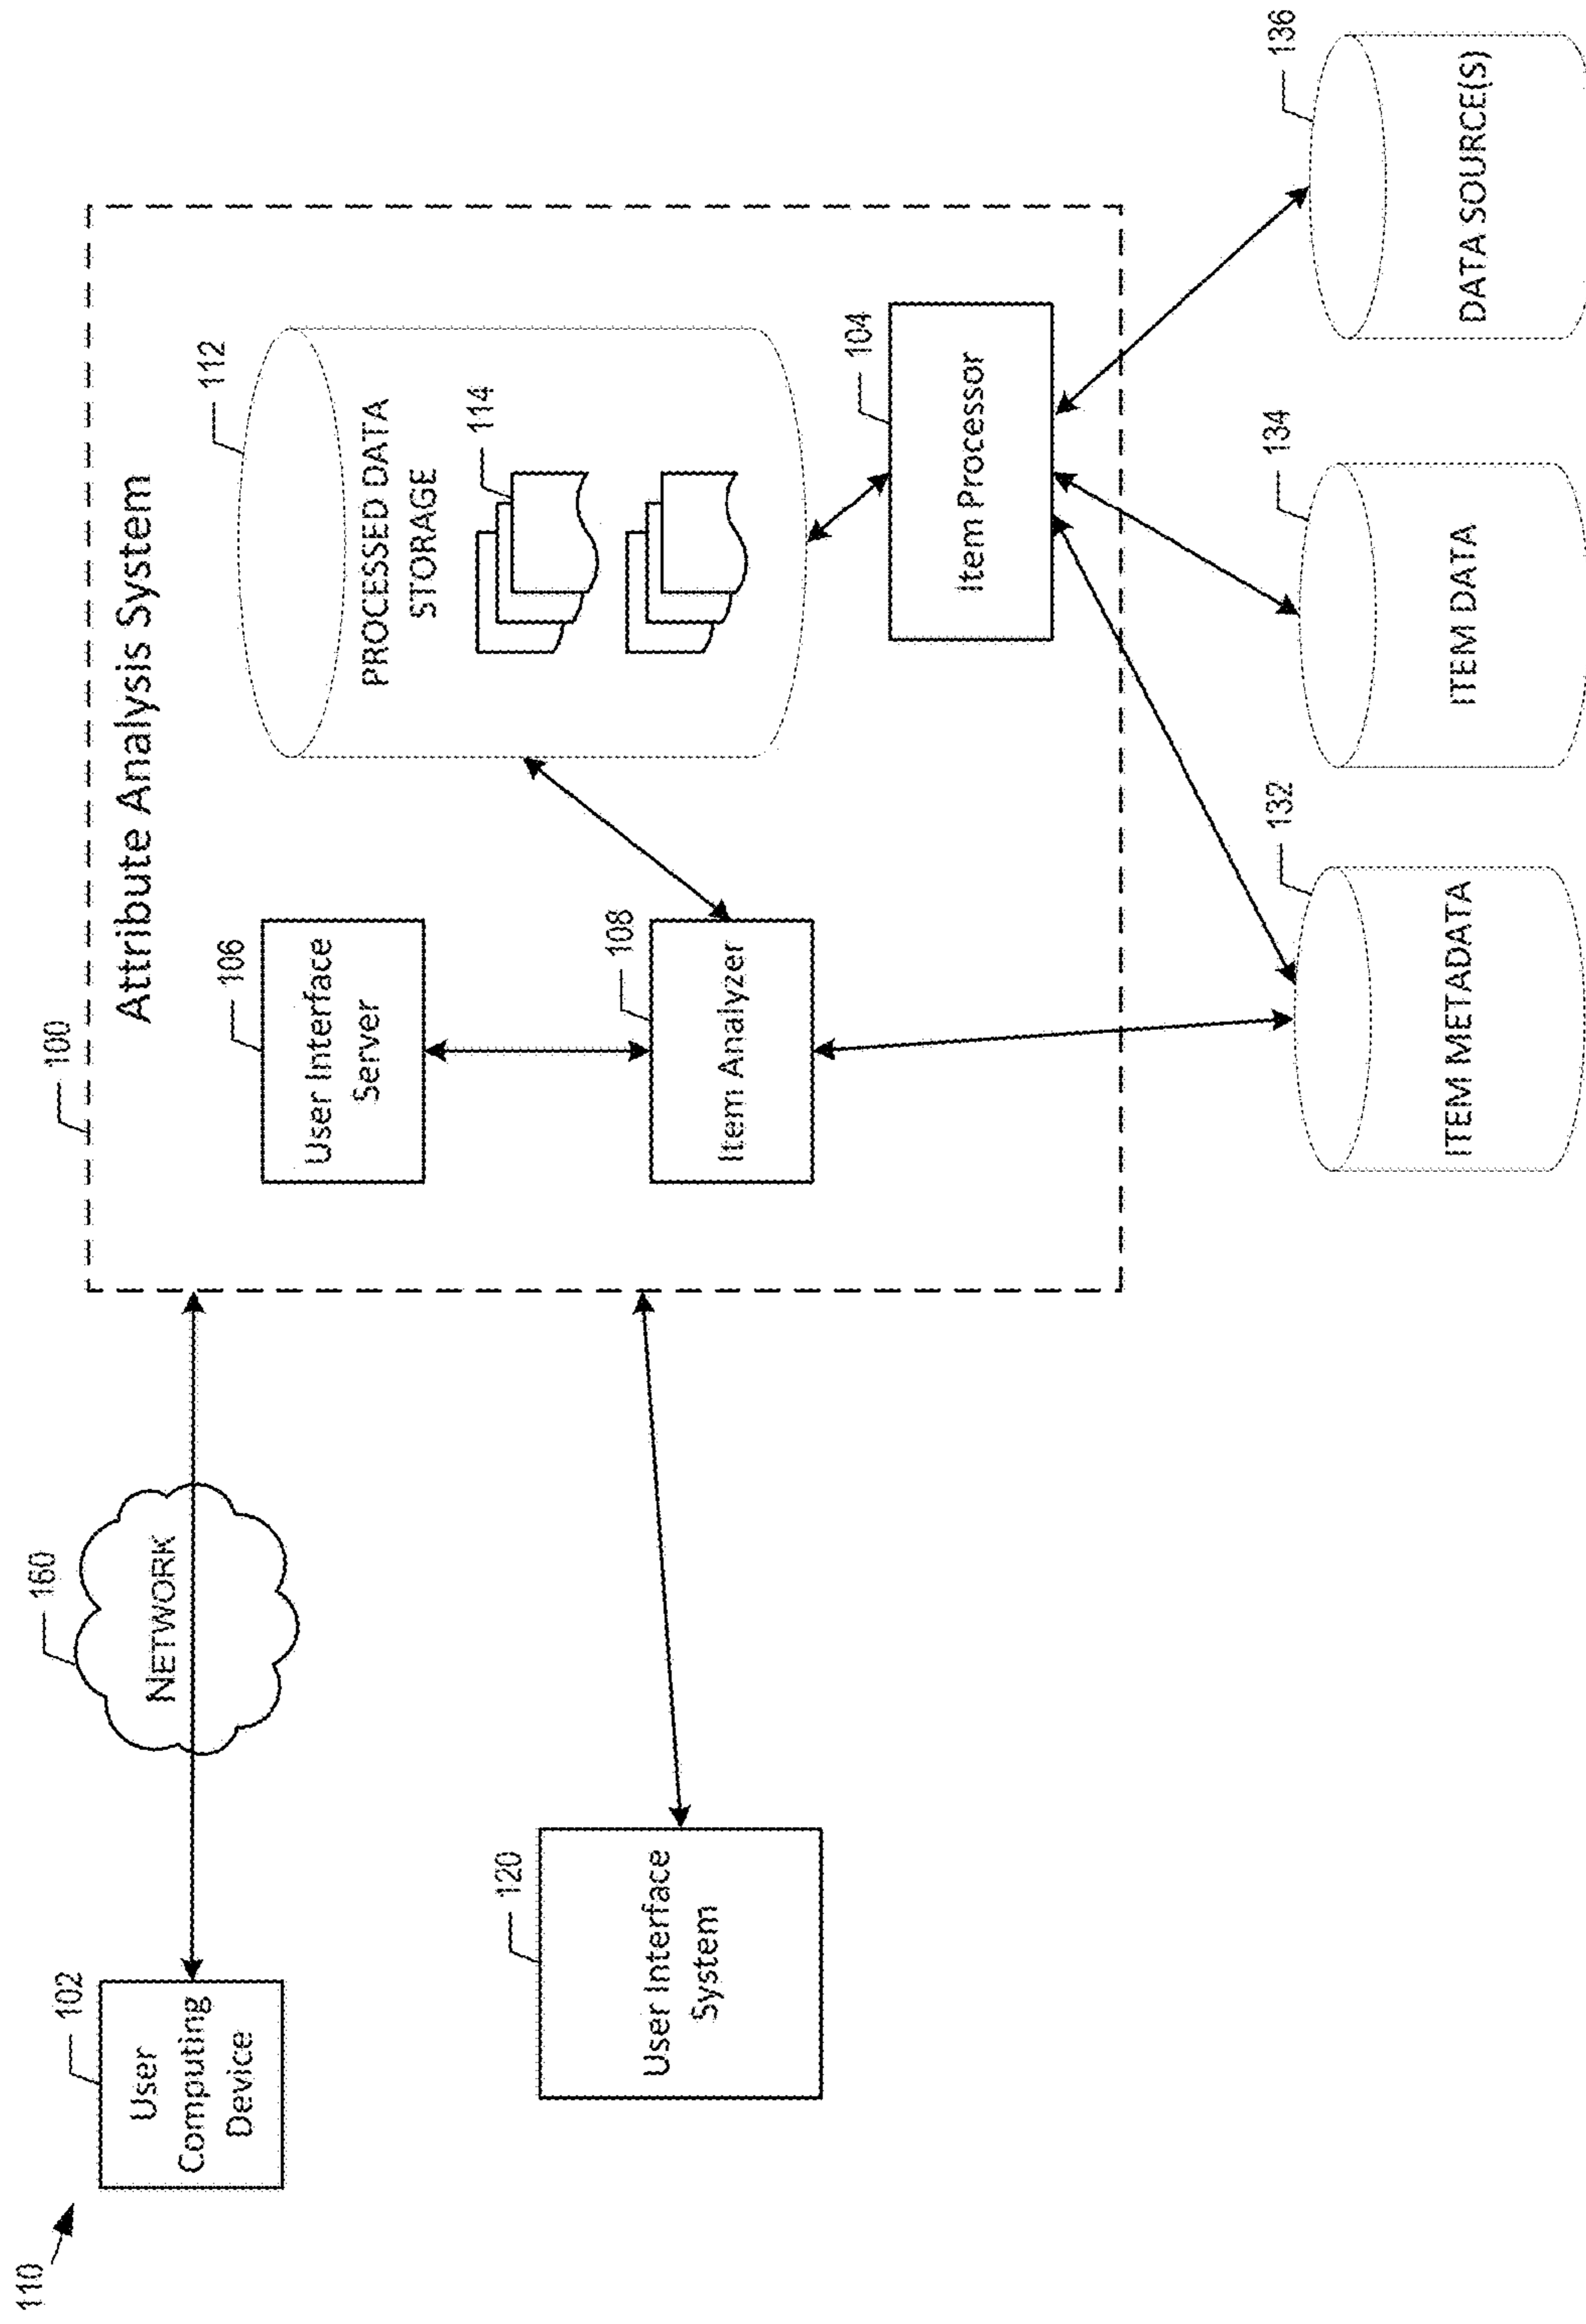 110
102
User
Computing
Device
160
NETWORK
120
User Interface
System
100
Attribute Analysis System
106
User Interface
Server
108
Item Analyzer
112
PROCESSED DATA
STORAGE
114
104
Item Processor
132
ITEM METADATA
134
ITEM DATA
136
DATA SOURCE(S)